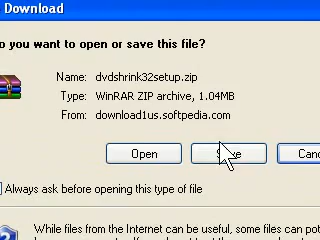 Download
o you want to open or save this file?
Name: dvdshrink32setup.zip
Type: WinRAR ZIP archive, 1.04MB
From: download1us.softpedia.com
Open
Canc
Always ask before opening this type of file
While files from the Internet can be useful, some files can pot